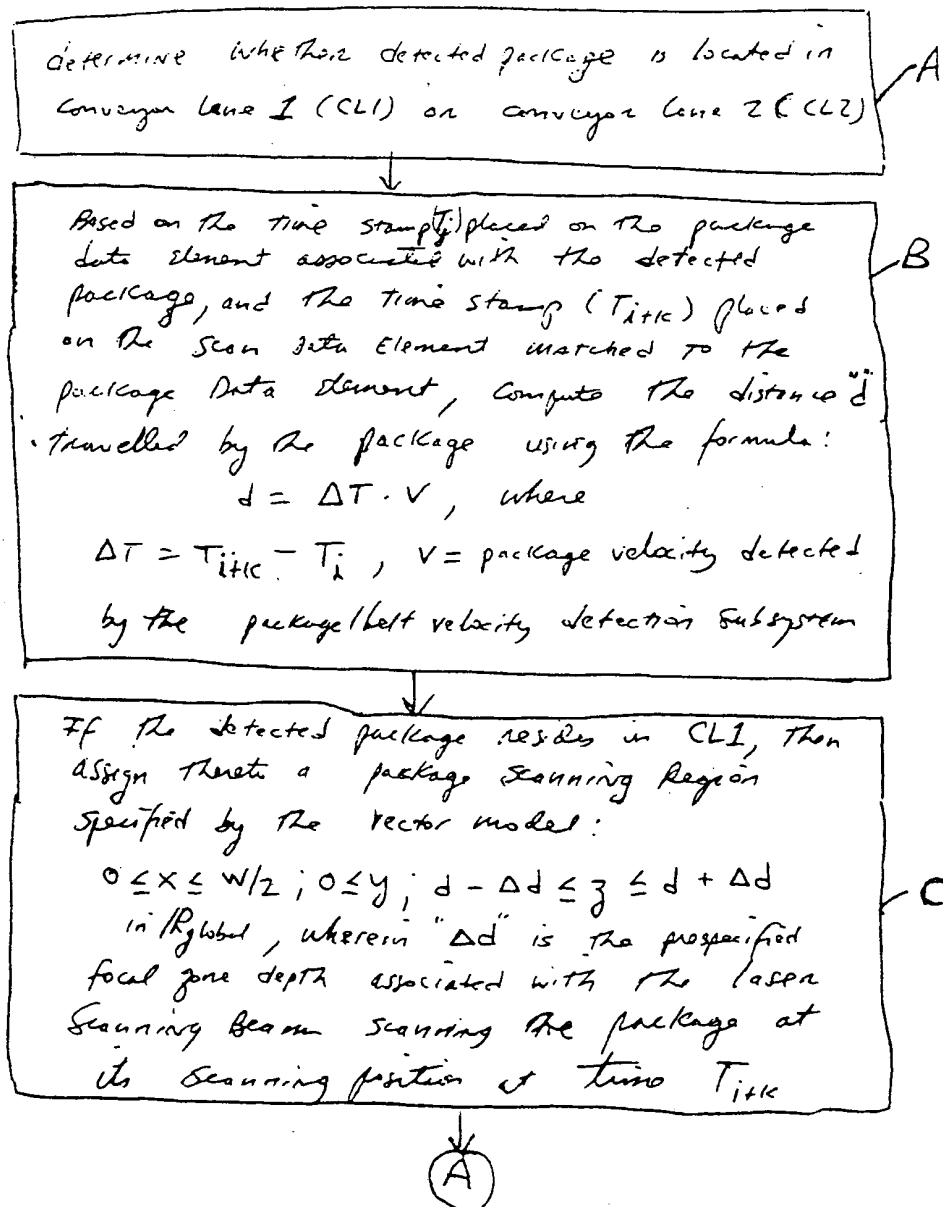 determine whether detected package is located in
Conveyor Lane 1 (CL1) or conveyor Lane 2 (CL2)
A
Based on the time stamp (Tj) placed on the package
data element associated with the detected
package, and the time stamp (Ti+k) placed
on the Scan Data Element matched to the
package Data Element, compute the distance "d"
travelled by the package using the formula:
d = ΔT · V, where
ΔT = Ti+k - Ti, V = package velocity detected
by the package/belt velocity detection subsystem
B
If the detected package resides in CL1, then
assign thereto a package Scanning Region
specified by the vector model:
0 ≤ x ≤ W/2 ; 0 ≤ y ; d - Δd ≤ z ≤ d + Δd
in Rglobal, wherein "Δd" is the prespecified
focal zone depth associated with the laser
Scanning Beam scanning the package at
its scanning position at time Ti+k
C
A